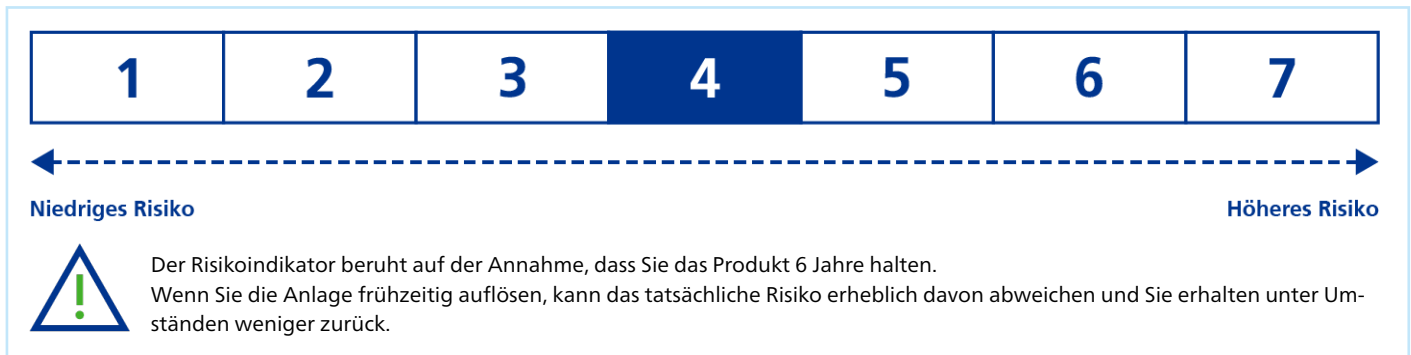 1 2 3 4 5 6 7
Niedriges Risiko Höheres Risiko
!
Der Risikoindikator beruht auf der Annahme, dass Sie das Produkt 6 Jahre halten.
Wenn Sie die Anlage frühzeitig auflösen, kann das tatsächliche Risiko erheblich davon abweichen und Sie erhalten unter Um-
ständen weniger zurück.